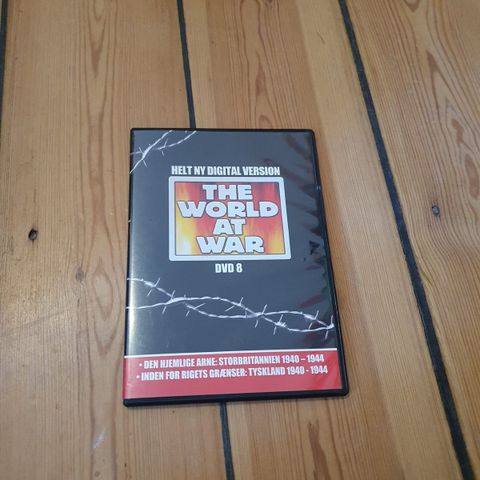 HELT NY DIGITAL VERSION
THE
WORLD
AT
WAR
DVD 8
• DEN HJEMLIGE ARNE: STORBRITANNIEN 1940 – 1944
• INDEN FOR RIGETS GRÆNSER: TYSKLAND 1940 - 1944